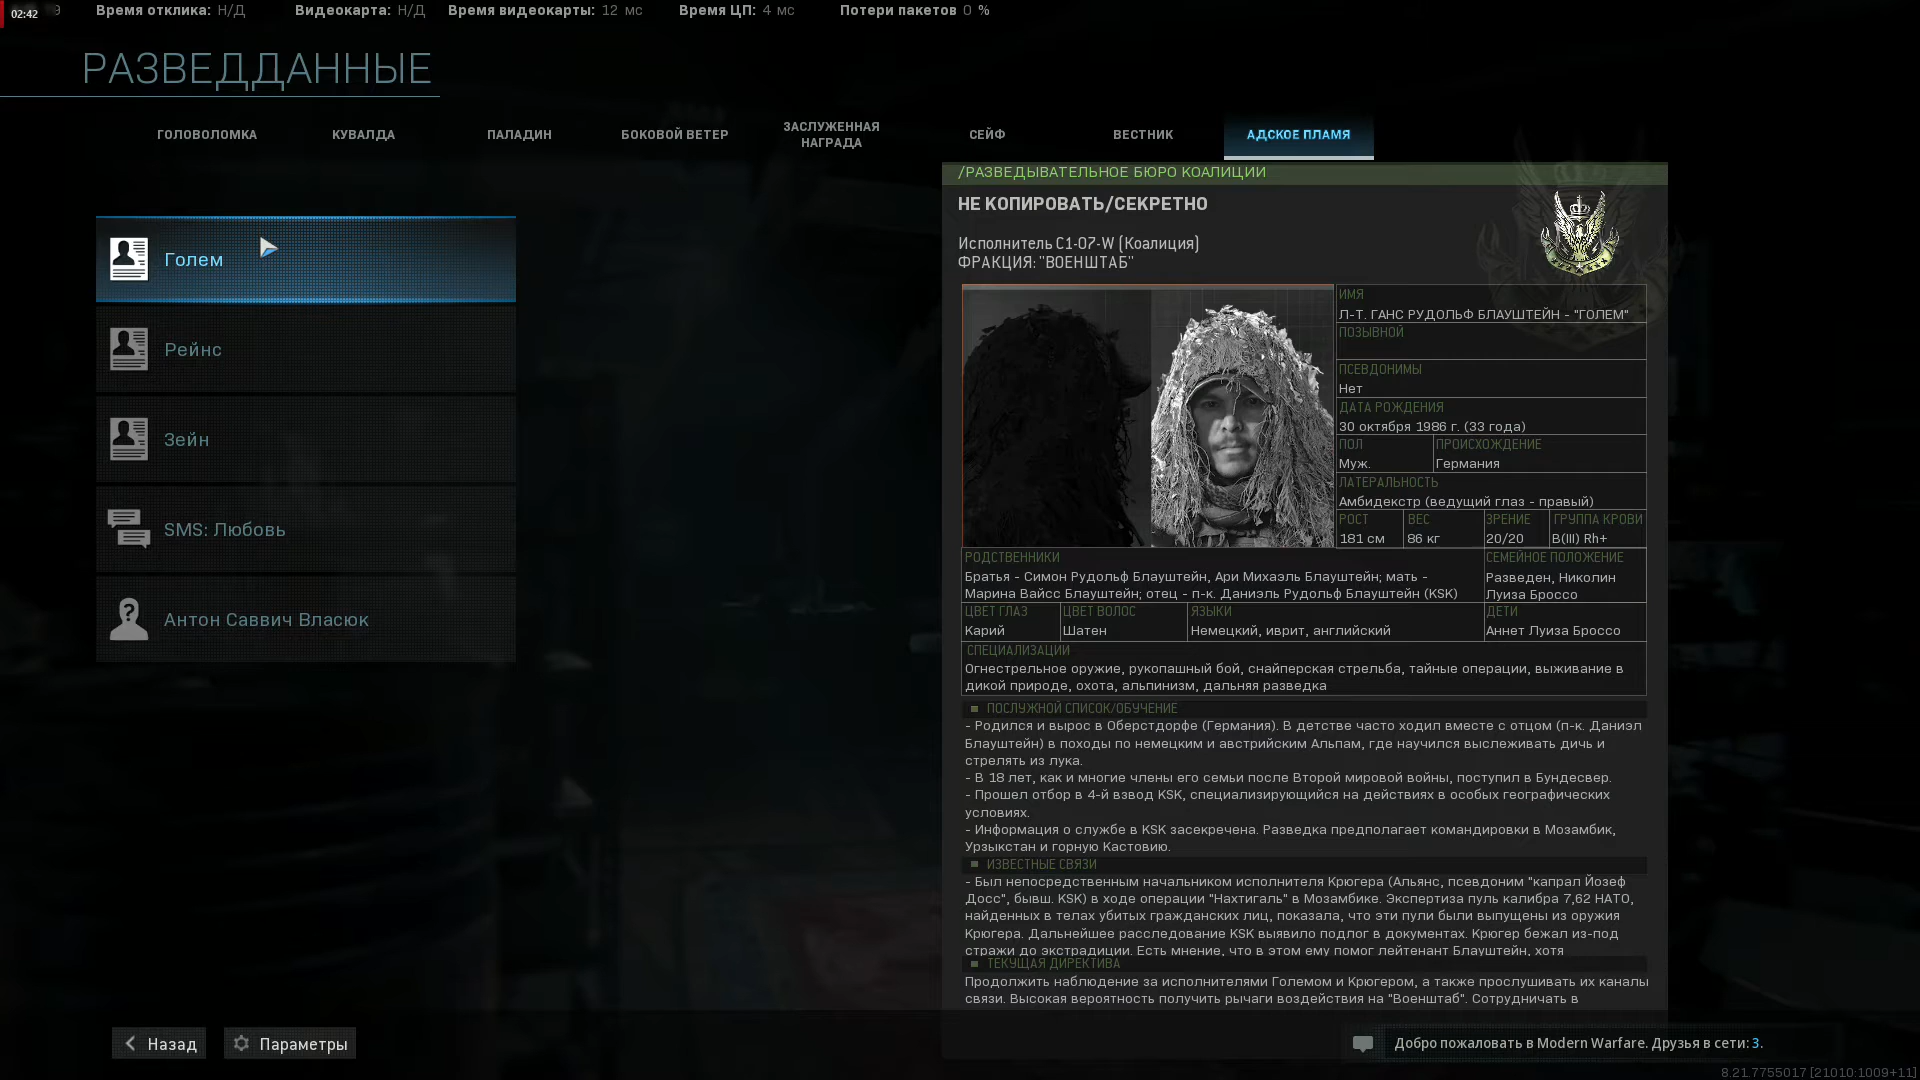 02:42
Время отклика: Н/Д Видеокарта: Н/Д Время видеокарты: 12 мс Время ЦП: 4 мс Потери пакетов 0 %
РАЗВЕДДАННЫЕ
ГОЛОВОЛОМКА КУВАЛДА ПАЛАДИН БОКОВОЙ ВЕТЕР ЗАСЛУЖЕННАЯ НАГРАДА СЕЙФ ВЕСТНИК АДСКОЕ ПЛАМЯ
Голем
Рейнс
Зейн
SMS: Любовь
Антон Саввич Власюк
/РАЗВЕДЫВАТЕЛЬНОЕ БЮРО КОАЛИЦИИ
НЕ КОПИРОВАТЬ/СЕКРЕТНО
Исполнитель C1-07-W (Коалиция)
ФРАКЦИЯ: "ВОЕНШТАБ"
ИМЯ
Л-Т. ГАНС РУДОЛЬФ БЛАУШТЕЙН - "ГОЛЕМ"
ПОЗЫВНОЙ
ПСЕВДОНИМЫ
Нет
ДАТА РОЖДЕНИЯ
30 октября 1986 г. (33 года)
ПОЛ ПРОИСХОЖДЕНИЕ
Муж. Германия
ЛАТЕРАЛЬНОСТЬ
Амбидекстр (ведущий глаз - правый)
РОСТ ВЕС ЗРЕНИЕ ГРУППА КРОВИ
181 см 86 кг 20/20 B(III) Rh+
РОДСТВЕННИКИ СЕМЕЙНОЕ ПОЛОЖЕНИЕ
Братья - Симон Рудольф Блауштейн, Ари Михаэль Блауштейн; мать - Разведен, Николин
Марина Вайсс Блауштейн; отец - п-к. Даниэль Рудольф Блауштейн (KSK) Луиза Броссо
ЦВЕТ ГЛАЗ ЦВЕТ ВОЛОС ЯЗЫКИ ДЕТИ
Карий Шатен Немецкий, иврит, английский Аннет Луиза Броссо
СПЕЦИАЛИЗАЦИИ
Огнестрельное оружие, рукопашный бой, снайперская стрельба, тайные операции, выживание в
дикой природе, охота, альпинизм, дальняя разведка
ПОСЛУЖНОЙ СПИСОК/ОБУЧЕНИЕ
- Родился и вырос в Оберстдорфе (Германия). В детстве часто ходил вместе с отцом (п-к. Даниэл
Блауштейн) в походы по немецким и австрийским Альпам, где научился выслеживать дичь и
стрелять из лука.
- В 18 лет, как и многие члены его семьи после Второй мировой войны, поступил в Бундесвер.
- Прошел отбор в 4-й взвод KSK, специализирующийся на действиях в особых географических
условиях.
- Информация о службе в KSK засекречена. Разведка предполагает командировки в Мозамбик,
Урзыкстан и горную Кастовию.
ИЗВЕСТНЫЕ СВЯЗИ
- Был непосредственным начальником исполнителя Крюгера (Альянс, псевдоним "капрал Йозеф
Досс", бывш. KSK) в ходе операции "Нахтигаль" в Мозамбике. Экспертиза пуль калибра 7,62 НАТО,
найденных в телах убитых гражданских лиц, показала, что эти пули были выпущены из оружия
Крюгера. Дальнейшее расследование KSK выявило подлог в документах. Крюгер бежал из-под
стражи до экстрадиции. Есть мнение, что в этом ему помог лейтенант Блауштейн, хотя
ТЕКУЩАЯ ДИРЕКТИВА
Продолжить наблюдение за исполнителями Големом и Крюгером, а также прослушивать их каналы
связи. Высокая вероятность получить рычаги воздействия на "Военштаб". Сотрудничать в
Назад Параметры
Добро пожаловать в Modern Warfare. Друзья в сети: 3.
8.21.7755017 [21010:1009+11]